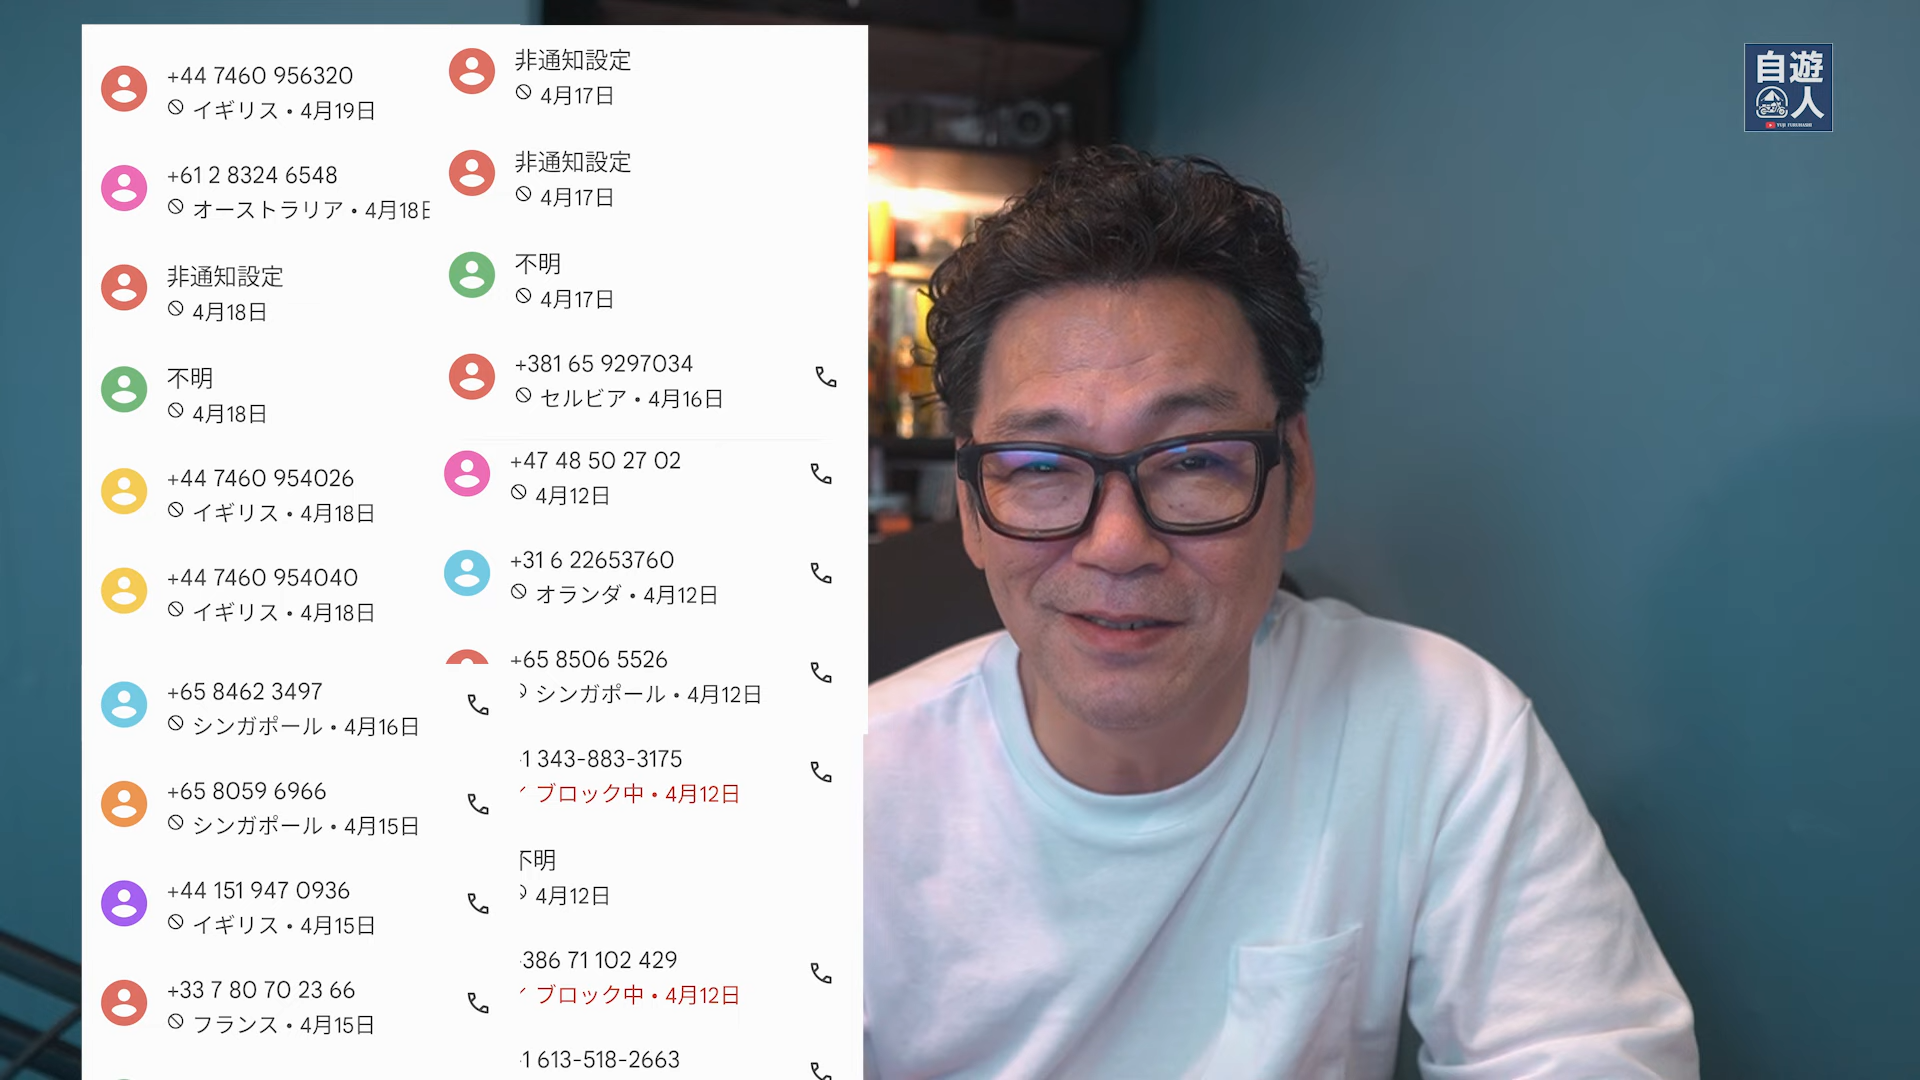 +44 7460 956320
イギリス • 4月19日
+61 2 8324 6548
オーストラリア • 4月18日
非通知設定
4月18日
不明
4月18日
+44 7460 954026
イギリス • 4月18日
+44 7460 954040
イギリス • 4月18日
+65 8462 3497
シンガポール • 4月16日
+65 8059 6966
シンガポール • 4月15日
+44 151 947 0936
イギリス • 4月15日
+33 7 80 70 23 66
フランス • 4月15日
非通知設定
4月17日
非通知設定
4月17日
不明
4月17日
+381 65 9297034
セルビア • 4月16日
+47 48 50 27 02
4月12日
+31 6 22653760
オランダ • 4月12日
+65 8506 5526
シンガポール • 4月12日
1 343-883-3175
ブロック中 • 4月12日
不明
4月12日
386 71 102 429
ブロック中 • 4月12日
1 613-518-2663
自遊人
YUJI FURUHASHI